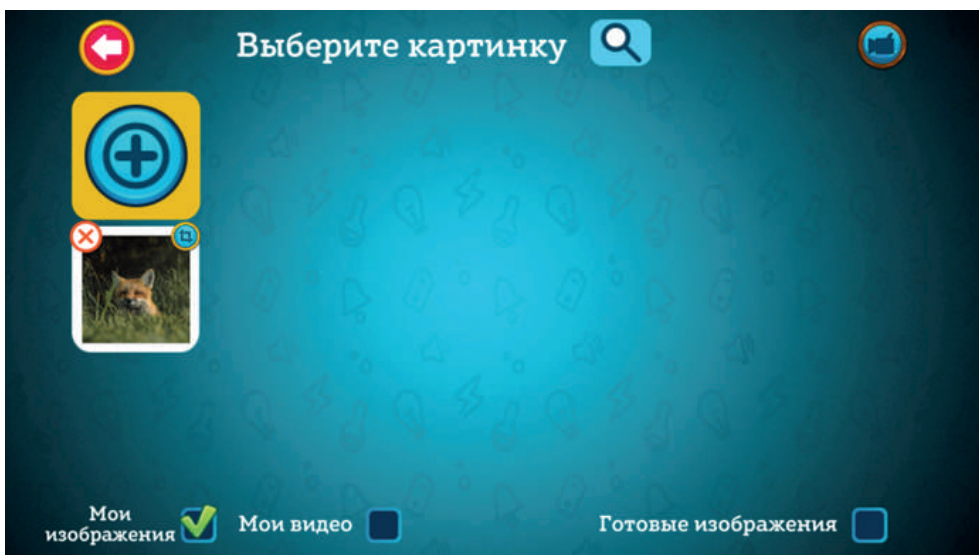 Выберите картинку
Мои
изображения
Мои видео
Готовые изображения